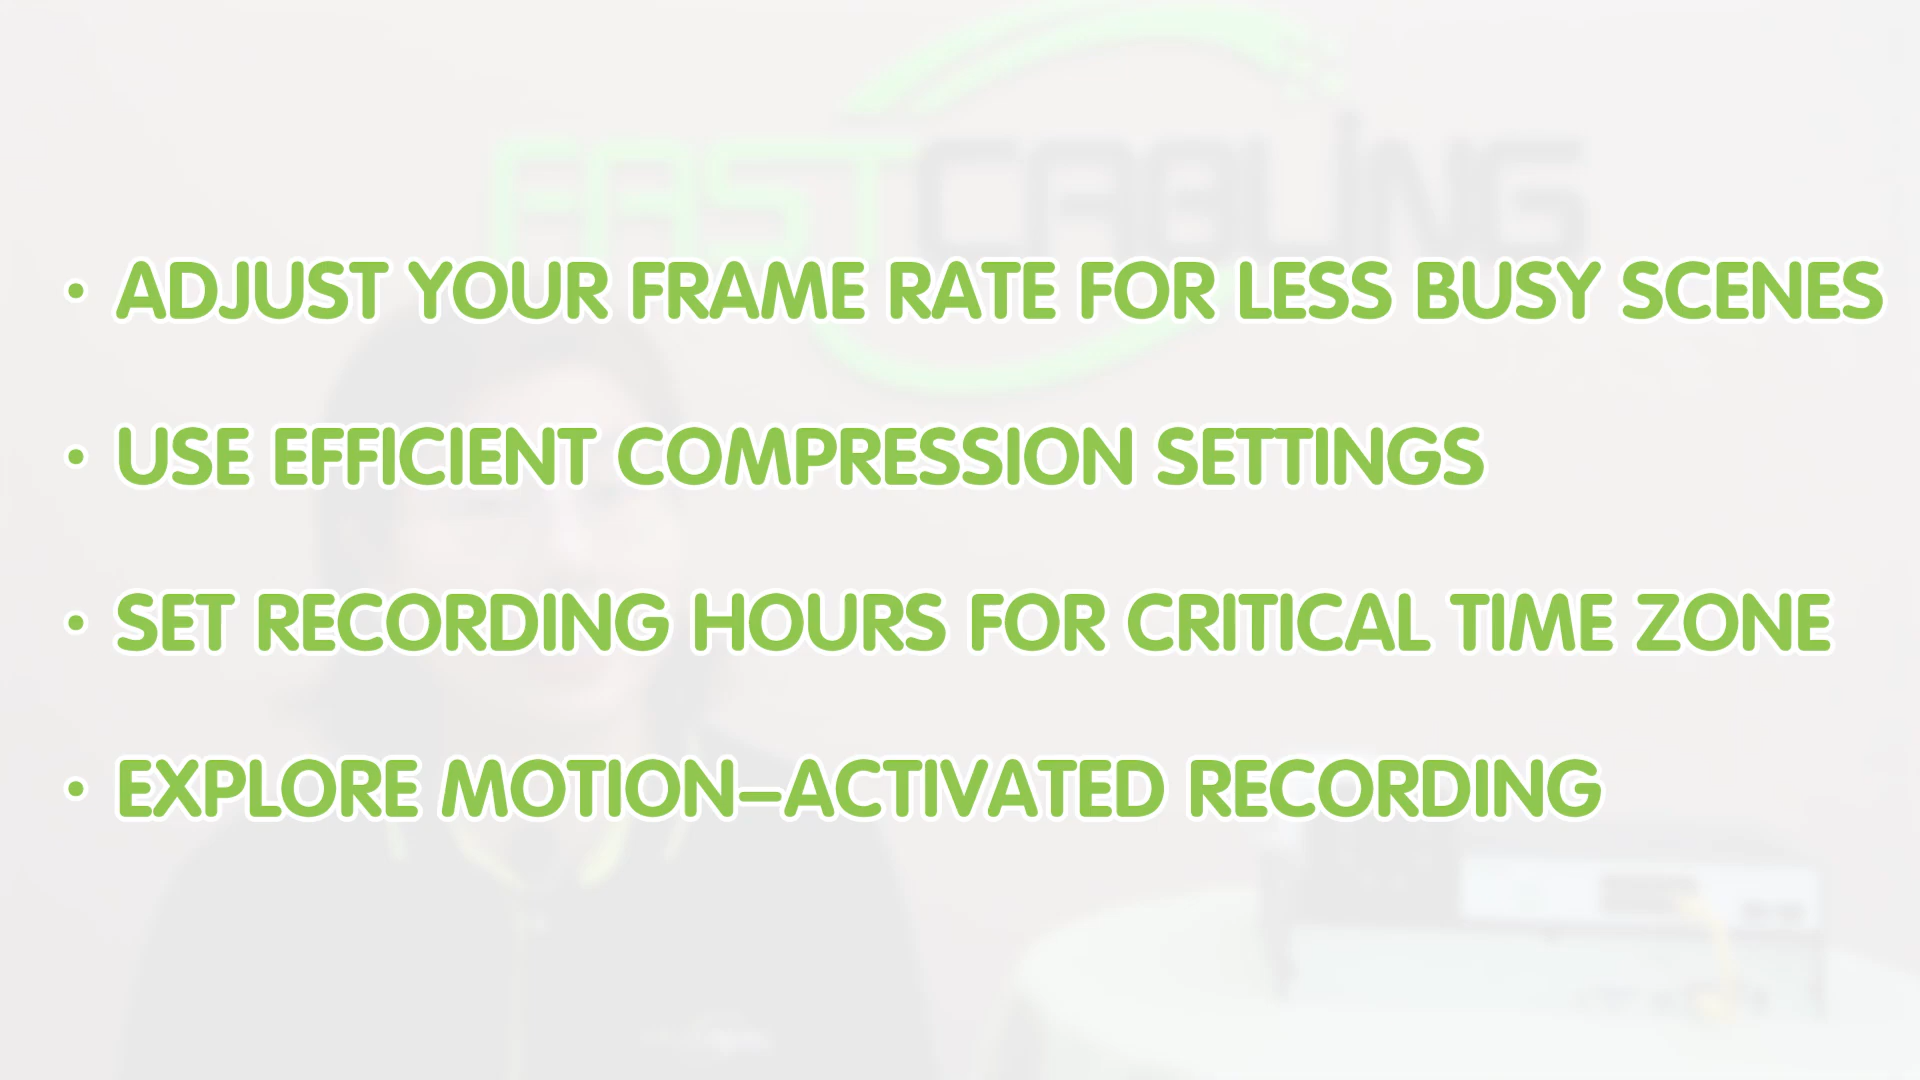 FASTCABLING
• ADJUST YOUR FRAME RATE FOR LESS BUSY SCENES
• USE EFFICIENT COMPRESSION SETTINGS
• SET RECORDING HOURS FOR CRITICAL TIME ZONE
• EXPLORE MOTION–ACTIVATED RECORDING